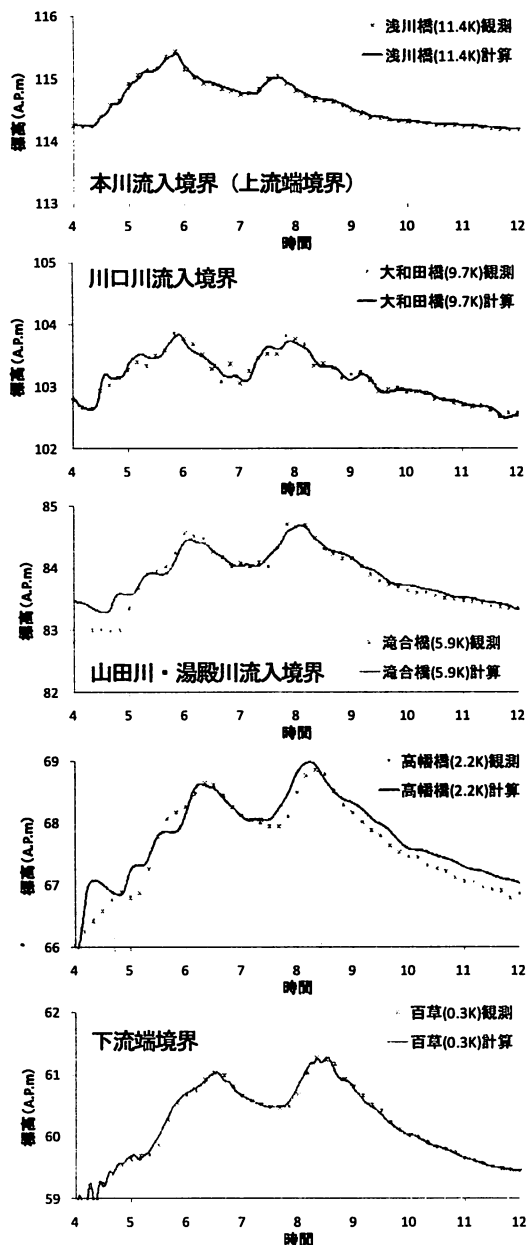 116
115
114
113
標高(A.P.m)
浅川橋(11.4K)観測
浅川橋(11.4K)計算
本川流入境界(上流端境界)
4 5 6 7 8 9 10 11 12
時間
105
104
103
102
標高(A.P.m)
川口川流入境界
大和田橋(9.7K)観測
大和田橋(9.7K)計算
4 5 6 7 8 9 10 11 12
時間
85
84
83
82
標高(A.P.m)
滝合橋(5.9K)観測
滝合橋(5.9K)計算
山田川・湯殿川流入境界
4 5 6 7 8 9 10 11 12
時間
69
68
67
66
標高(A.P.m)
高幡橋(2.2K)観測
高幡橋(2.2K)計算
4 5 6 7 8 9 10 11 12
時間
62
61
60
59
標高(A.P.m)
下流端境界
百草(0.3K)観測
百草(0.3K)計算
4 5 6 7 8 9 10 11 12
時間